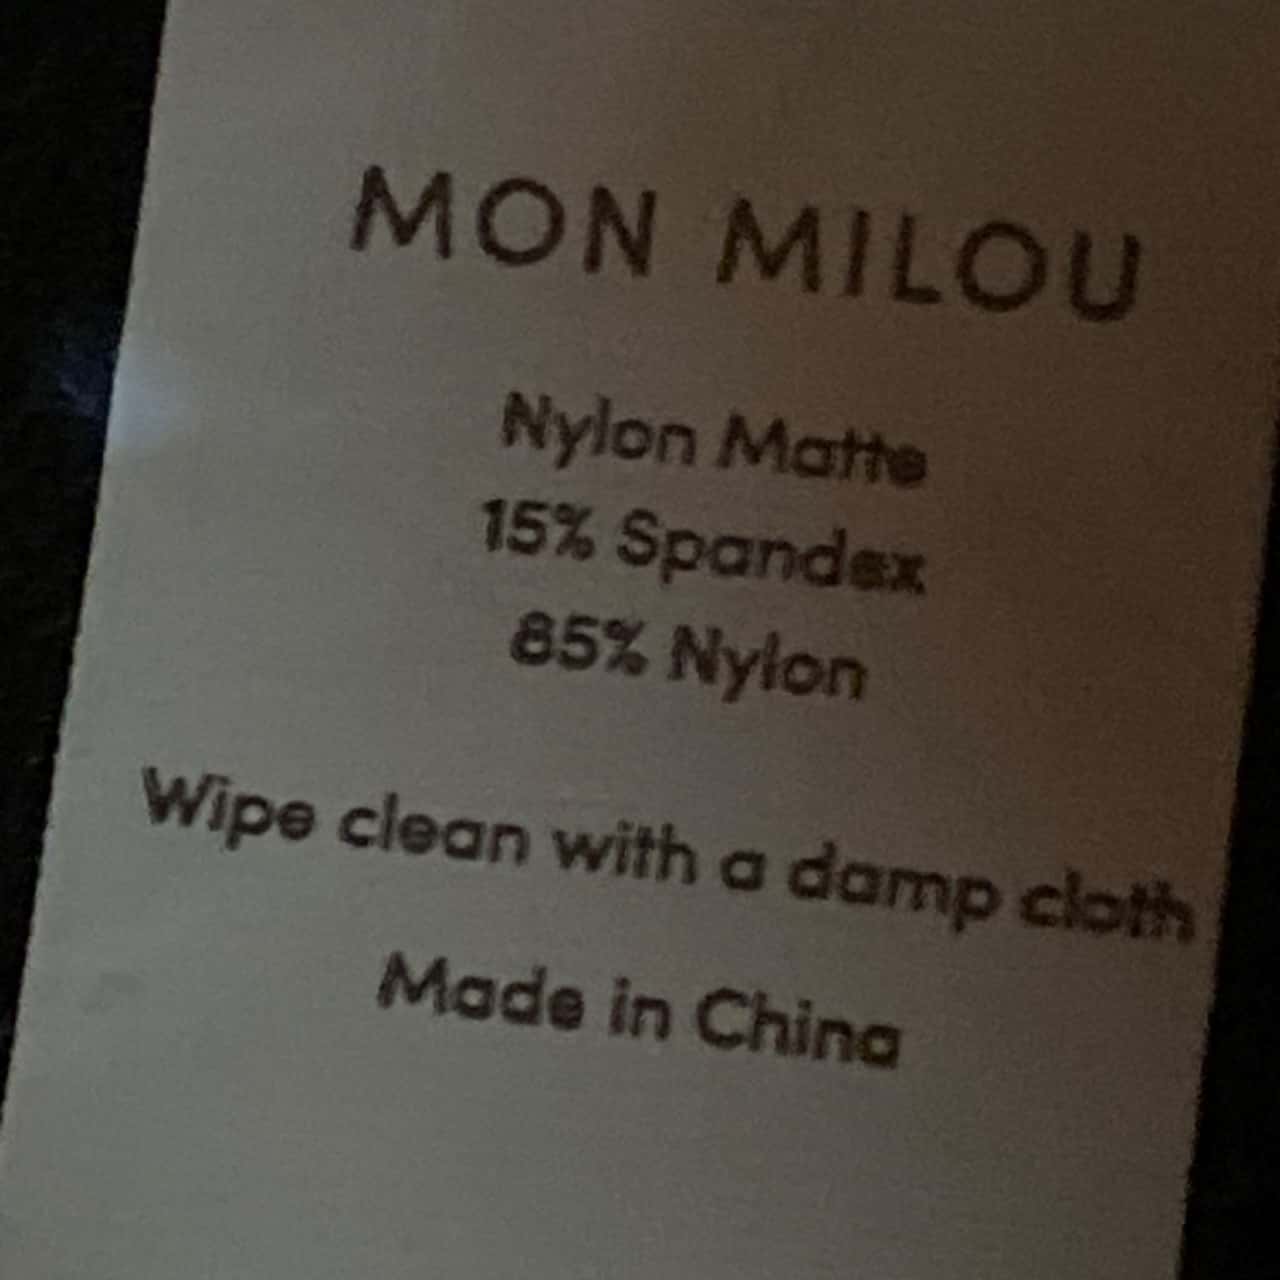 MON MILOU
Nylon Matte
15% Spandex
85% Nylon
Wipe clean with a damp cloth
Made in China